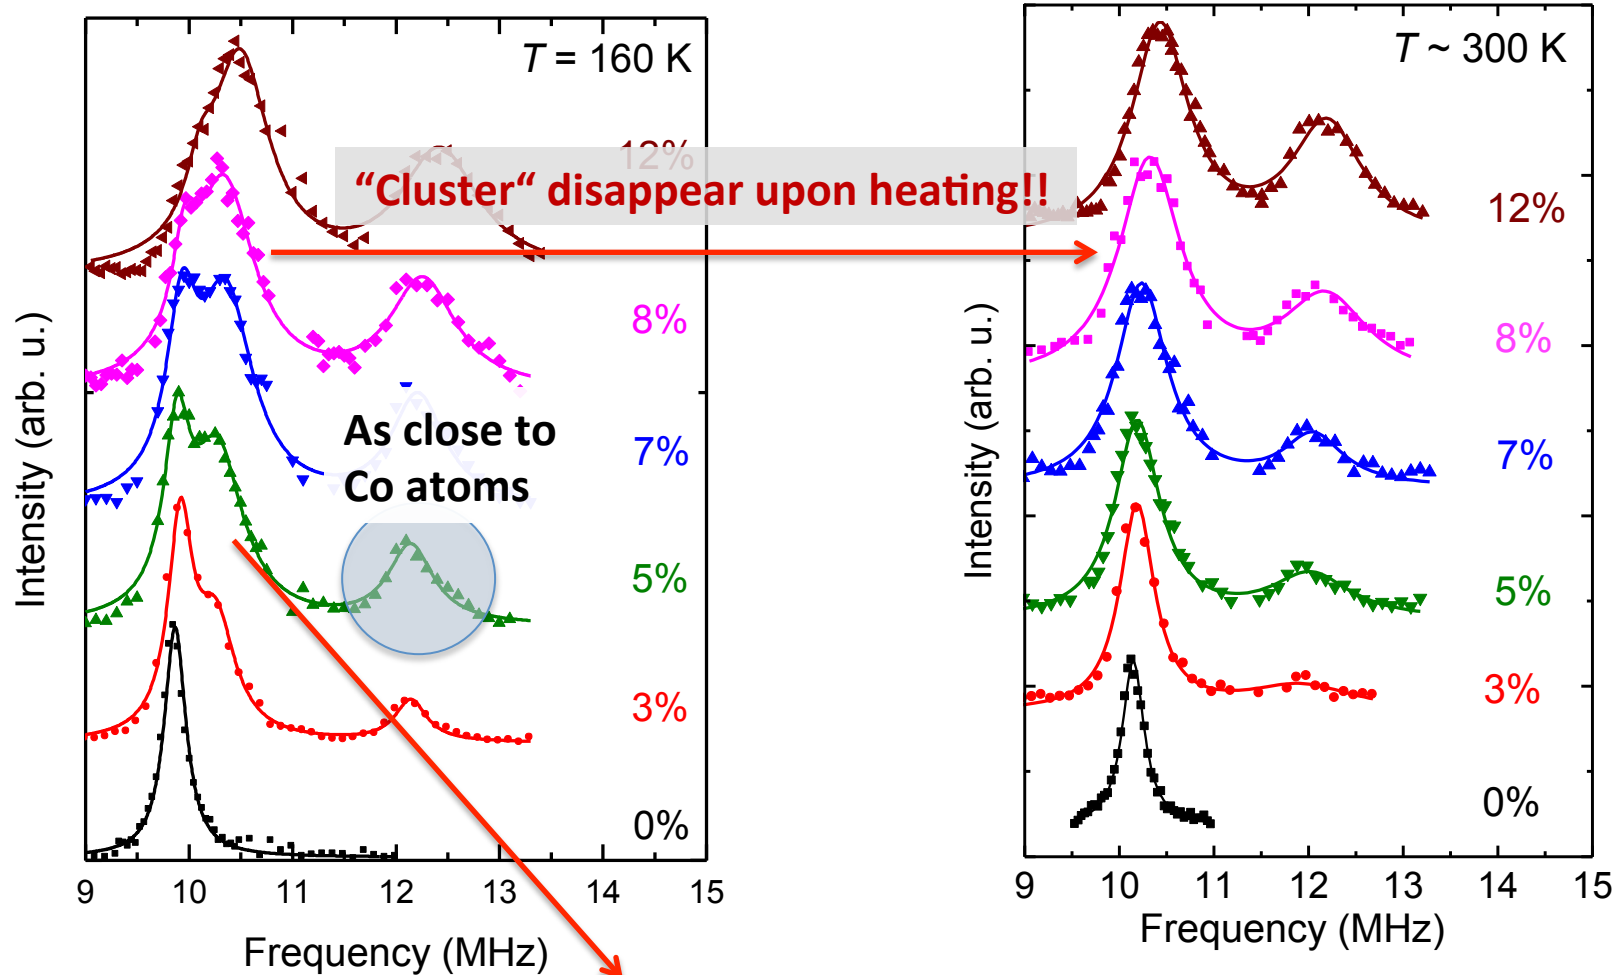 T = 160 K
12%
8%
7%
5%
3%
0%
“Cluster“ disappear upon heating!!
As close to
Co atoms
Intensity (arb. u.)
9 10 11 12 13 14 15
Frequency (MHz)
T ~ 300 K
12%
8%
7%
5%
3%
0%
Intensity (arb. u.)
9 10 11 12 13 14 15
Frequency (MHz)